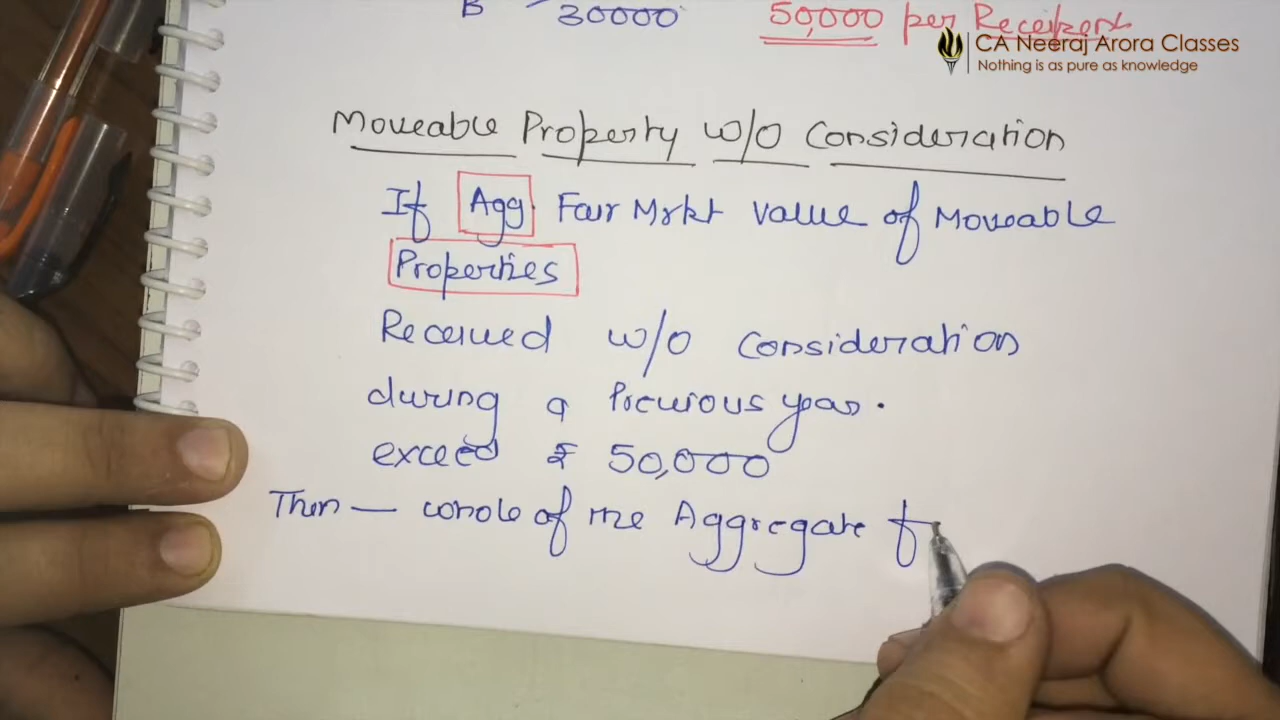 B - 30000 50,000 per Receipent
CA Neeraj Arora Classes
Nothing is as pure as knowledge
Moveable Property w/o Consideration
If Agg Fair Mrkt Value of Moveable
Properties
Received w/o Consideration
during a Previous year.
exceed ₹ 50,000
Then — whole of the Aggregate f